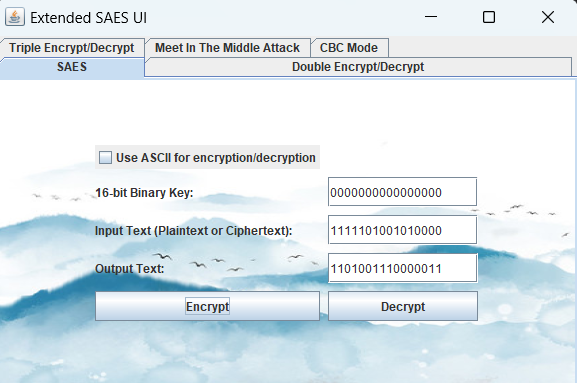 Extended SAES UI
Triple Encrypt/Decrypt Meet In The Middle Attack CBC Mode
SAES Double Encrypt/Decrypt
Use ASCII for encryption/decryption
16-bit Binary Key: 0000000000000000
Input Text (Plaintext or Ciphertext): 1111101001010000
Output Text: 1101001110000011
Encrypt Decrypt